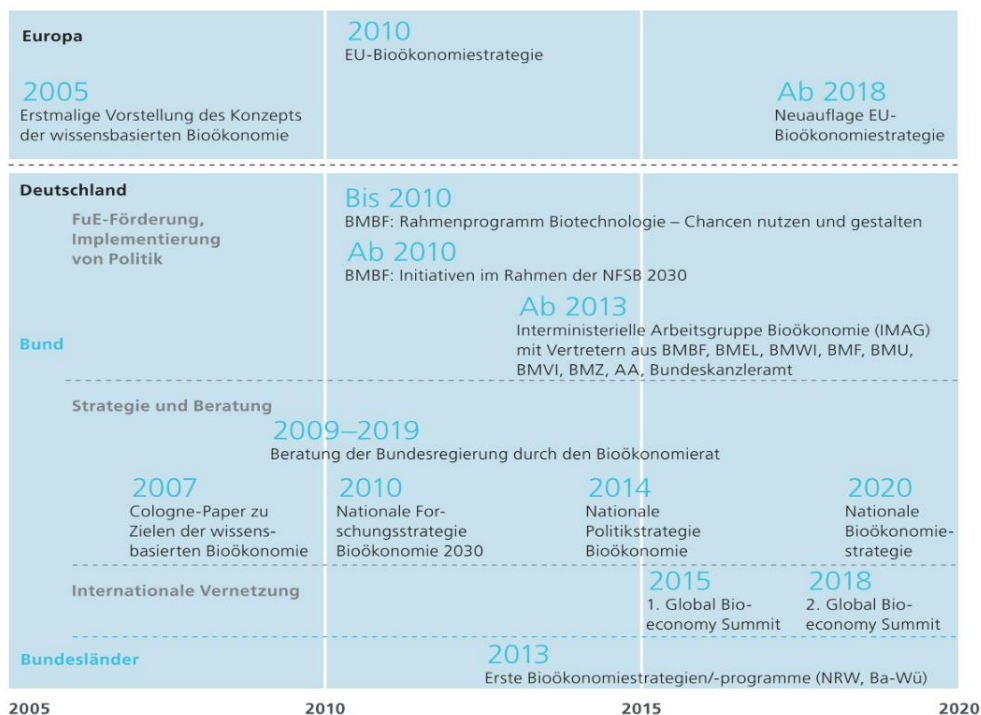 Europa
2010
EU-Bioökonomiestrategie
2005
Erstmalige Vorstellung des Konzepts
der wissensbasierten Bioökonomie
Ab 2018
Neuauflage EU-
Bioökonomiestrategie
Deutschland
FuE-Förderung,
Implementierung
von Politik
Bis 2010
BMBF: Rahmenprogramm Biotechnologie – Chancen nutzen und gestalten
Ab 2010
BMBF: Initiativen im Rahmen der NFSB 2030
Ab 2013
Interministerielle Arbeitsgruppe Bioökonomie (IMAG)
mit Vertretern aus BMBF, BMEL, BMWI, BMF, BMU,
BMVI, BMZ, AA, Bundeskanzleramt
Bund
Strategie und Beratung
2009–2019
Beratung der Bundesregierung durch den Bioökonomierat
2007
Cologne-Paper zu
Zielen der wissens-
basierten Bioökonomie
2010
Nationale For-
schungsstrategie
Bioökonomie 2030
2014
Nationale
Politikstrategie
Bioökonomie
2020
Nationale
Bioökonomie-
strategie
Internationale Vernetzung
2015
1. Global Bio-
economy Summit
2018
2. Global Bio-
economy Summit
Bundesländer
2013
Erste Bioökonomiestrategien/-programme (NRW, Ba-Wü)
2005 2010 2015 2020